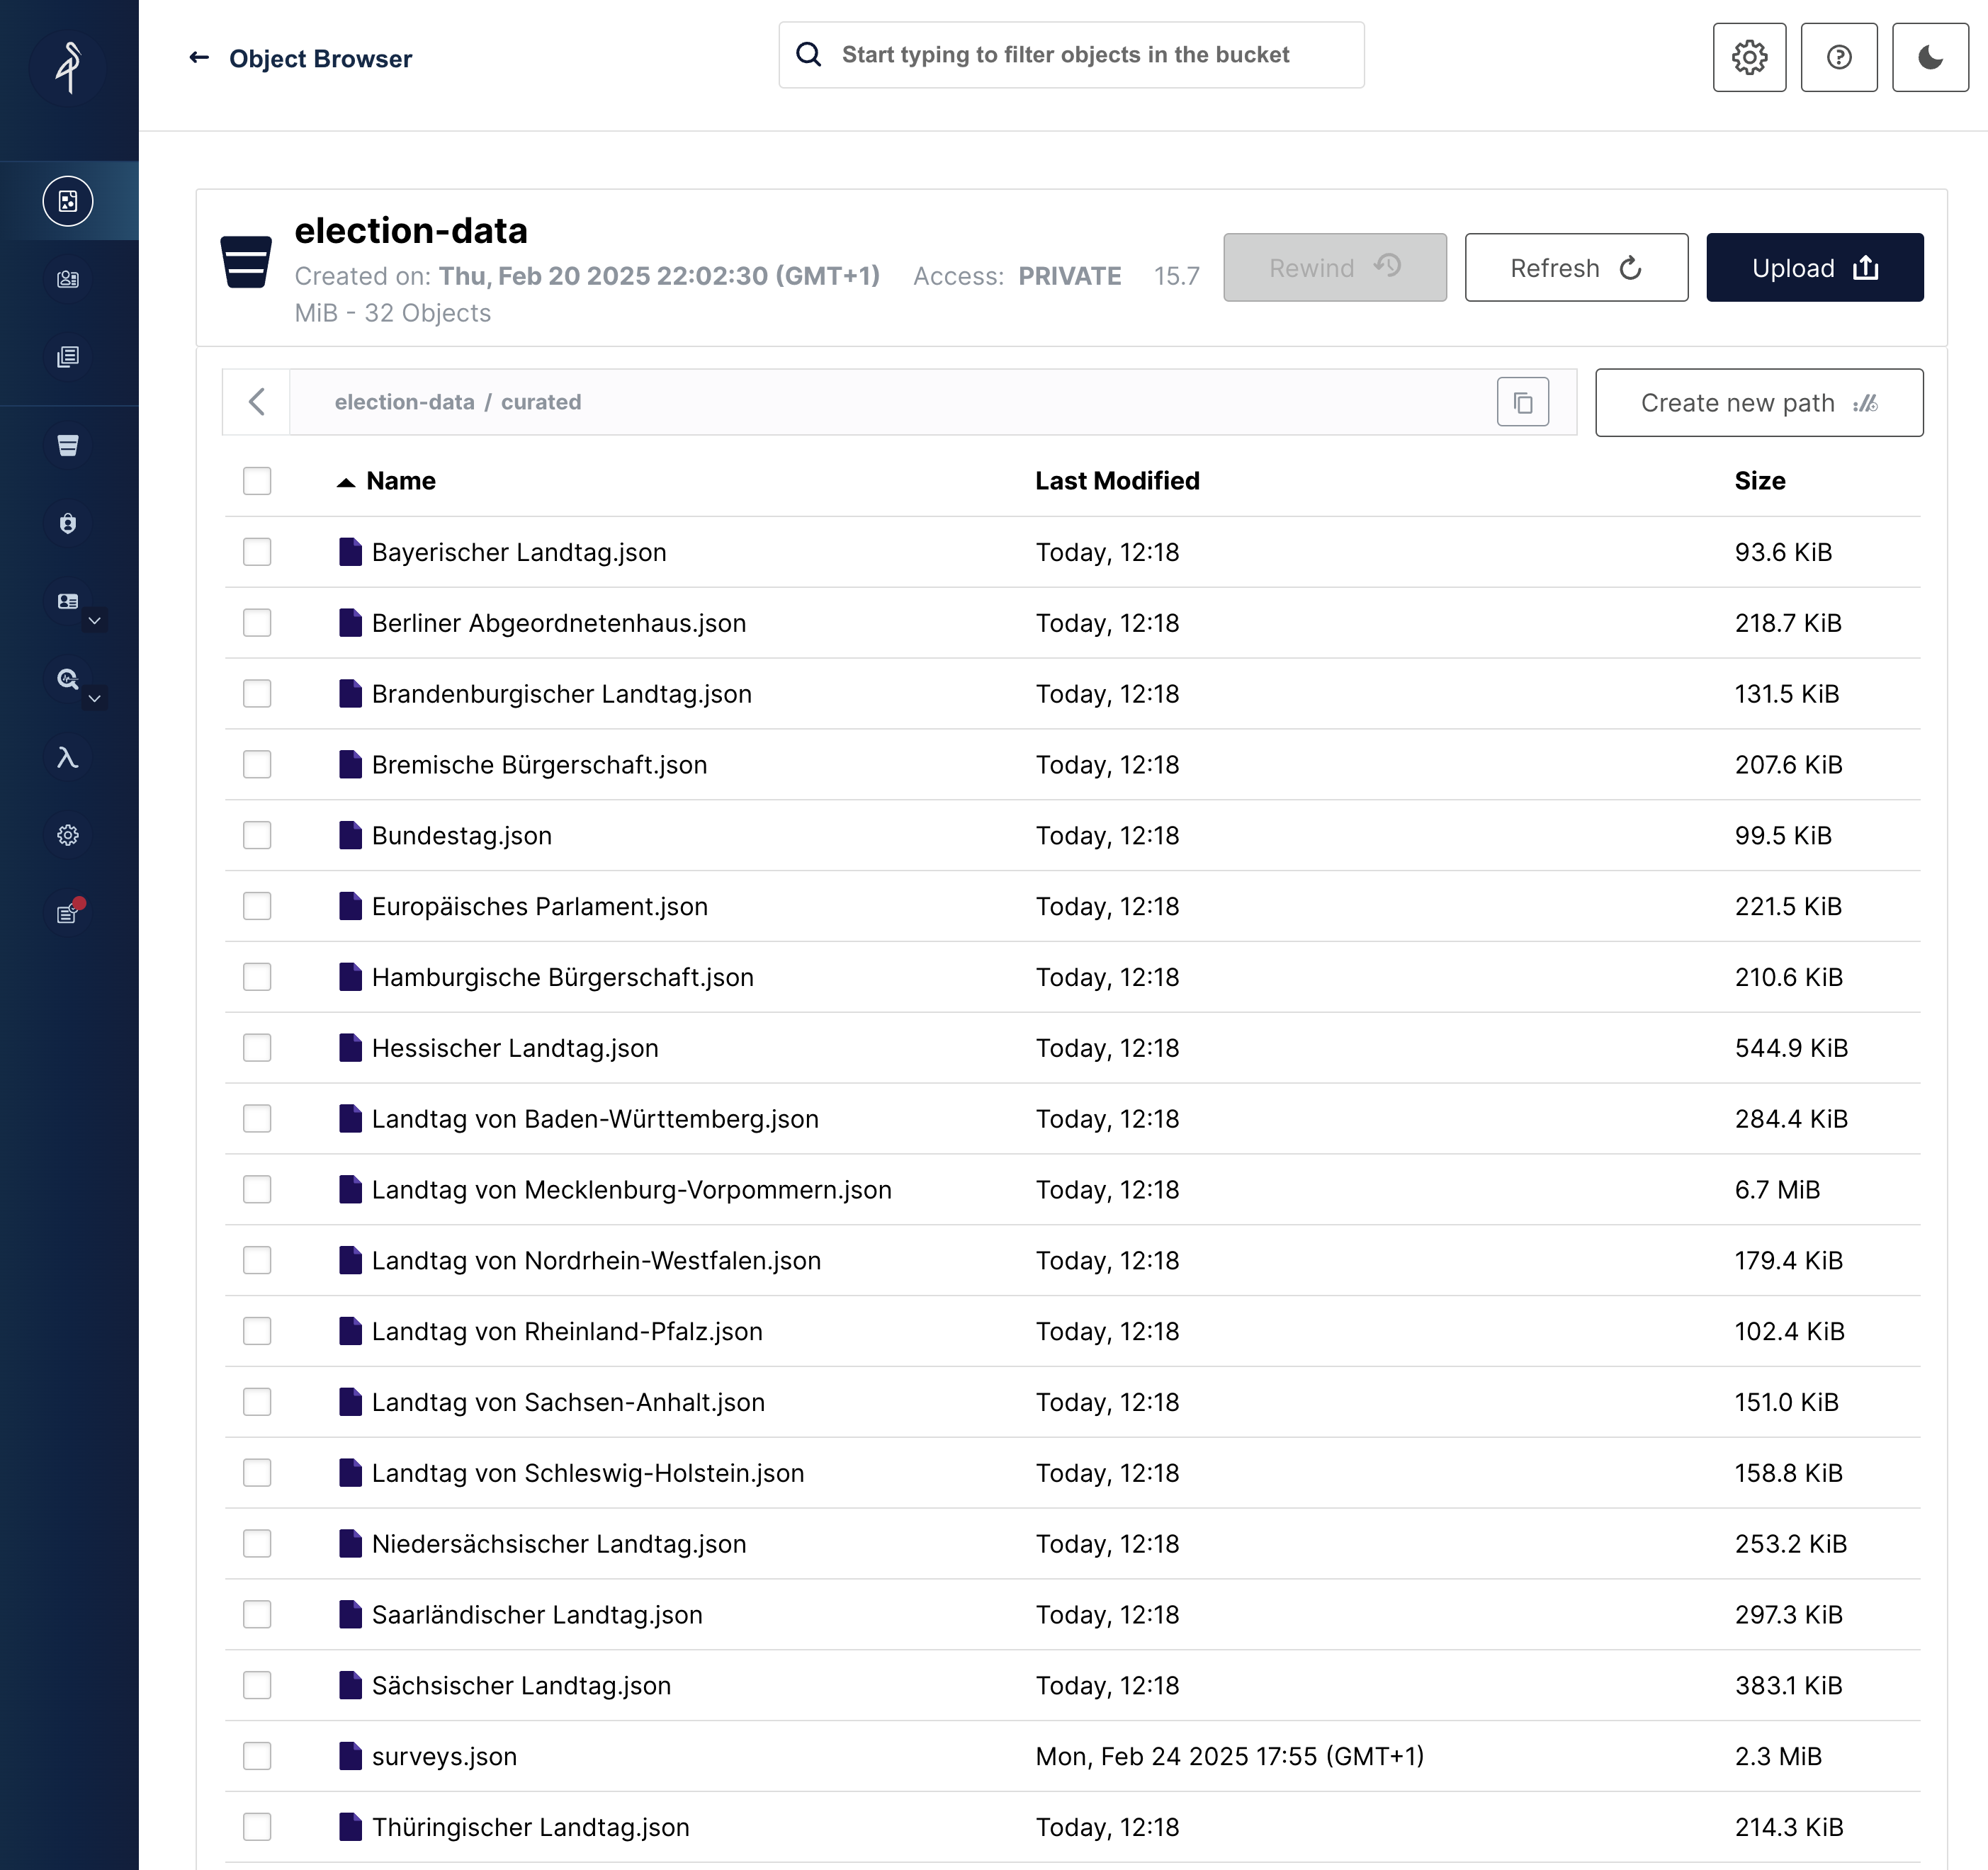 Object Browser
Start typing to filter objects in the bucket
election-data
Created on: Thu, Feb 20 2025 22:02:30 (GMT+1) Access: PRIVATE 15.7
MiB - 32 Objects
Rewind
Refresh
Upload
election-data / curated
Create new path
Name Last Modified Size
Bayerischer Landtag.json Today, 12:18 93.6 KiB
Berliner Abgeordnetenhaus.json Today, 12:18 218.7 KiB
Brandenburgischer Landtag.json Today, 12:18 131.5 KiB
Bremische Bürgerschaft.json Today, 12:18 207.6 KiB
Bundestag.json Today, 12:18 99.5 KiB
Europäisches Parlament.json Today, 12:18 221.5 KiB
Hamburgische Bürgerschaft.json Today, 12:18 210.6 KiB
Hessischer Landtag.json Today, 12:18 544.9 KiB
Landtag von Baden-Württemberg.json Today, 12:18 284.4 KiB
Landtag von Mecklenburg-Vorpommern.json Today, 12:18 6.7 MiB
Landtag von Nordrhein-Westfalen.json Today, 12:18 179.4 KiB
Landtag von Rheinland-Pfalz.json Today, 12:18 102.4 KiB
Landtag von Sachsen-Anhalt.json Today, 12:18 151.0 KiB
Landtag von Schleswig-Holstein.json Today, 12:18 158.8 KiB
Niedersächsischer Landtag.json Today, 12:18 253.2 KiB
Saarländischer Landtag.json Today, 12:18 297.3 KiB
Sächsischer Landtag.json Today, 12:18 383.1 KiB
surveys.json Mon, Feb 24 2025 17:55 (GMT+1) 2.3 MiB
Thüringischer Landtag.json Today, 12:18 214.3 KiB